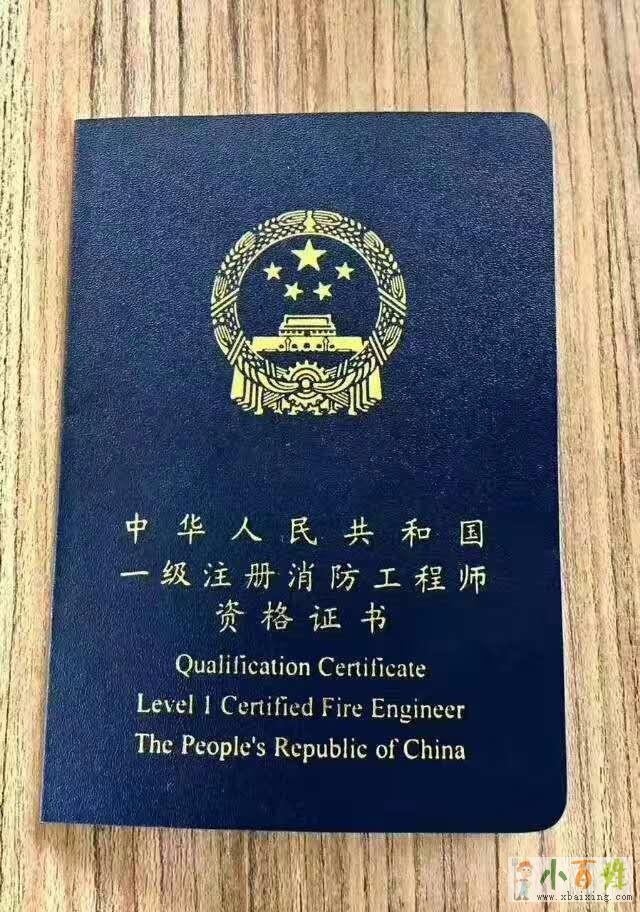 中华人民共和国
一级注册消防工程师
资格证书
Qualification Certificate
Level 1 Certified Fire Engineer
The People's Republic of China
小百姓
www.xbaixing.com